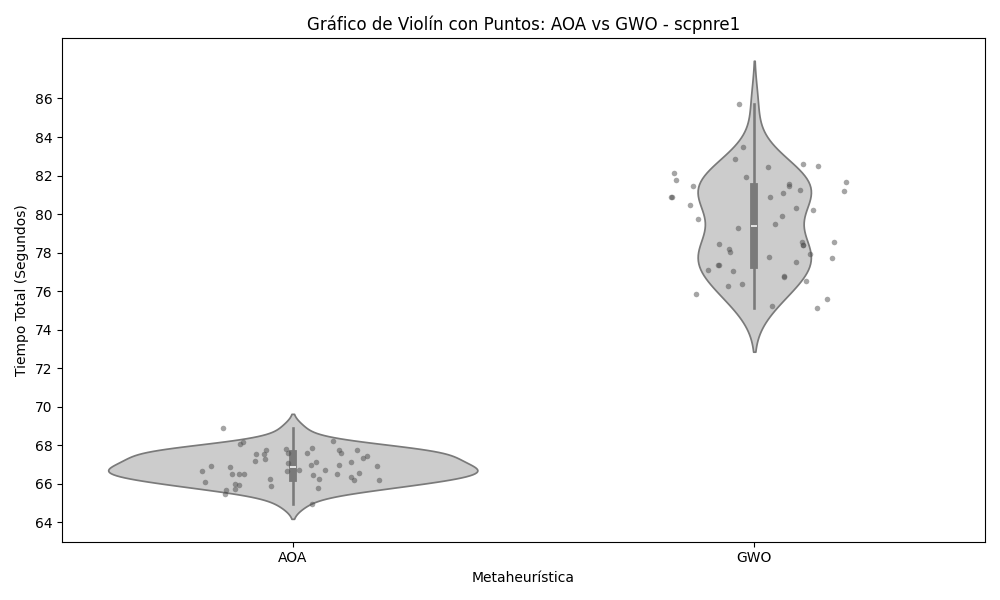 Gráfico de Violín con Puntos: AOA vs GWO - scpnre1
Tiempo Total (Segundos)
86
84
82
80
78
76
74
72
70
68
66
64
AOA
GWO
Metaheurística